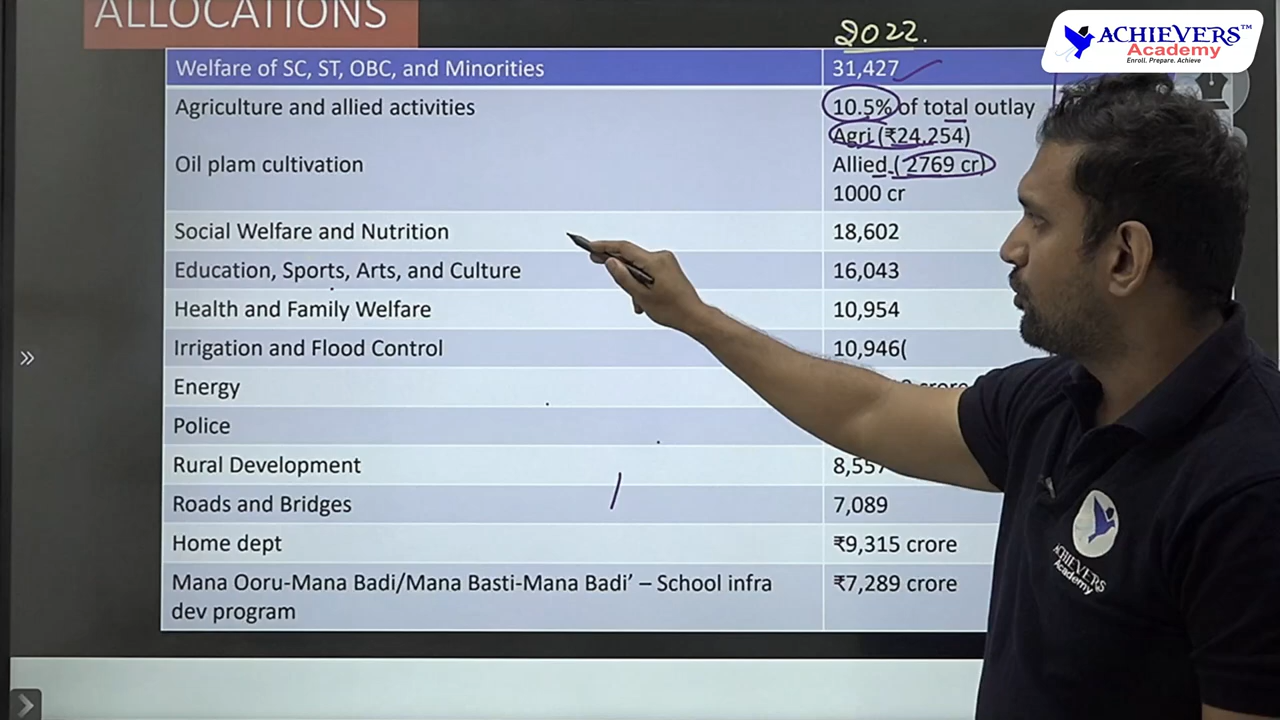 ALLOCATIONS
2022.
ACHIEVERS™
Academy
Enroll. Prepare. Achieve
Welfare of SC, ST, OBC, and Minorities 31,427
Agriculture and allied activities 10.5% of total outlay
Agri (₹24,254)
Oil plam cultivation Allied (2769 cr)
1000 cr
Social Welfare and Nutrition 18,602
Education, Sports, Arts, and Culture 16,043
Health and Family Welfare 10,954
Irrigation and Flood Control 10,946(
Energy crore
Police
Rural Development 8,557
Roads and Bridges 7,089
Home dept ₹9,315 crore
Mana Ooru-Mana Badi/Mana Basti-Mana Badi’ – School infra ₹7,289 crore
dev program
ACHIEVERS
Academy